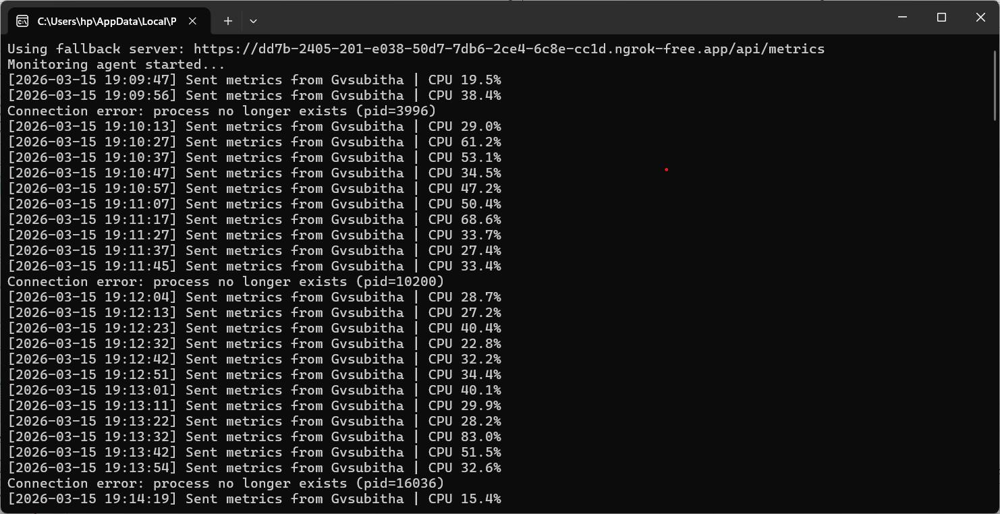 C:\Users\hp\AppData\Local\P
Using fallback server: https://dd7b-2405-201-e038-50d7-7db6-2ce4-6c8e-cc1d.ngrok-free.app/api/metrics
Monitoring agent started...
[2026-03-15 19:09:47] Sent metrics from Gvsubitha | CPU 19.5%
[2026-03-15 19:09:56] Sent metrics from Gvsubitha | CPU 38.4%
Connection error: process no longer exists (pid=3996)
[2026-03-15 19:10:13] Sent metrics from Gvsubitha | CPU 29.0%
[2026-03-15 19:10:27] Sent metrics from Gvsubitha | CPU 61.2%
[2026-03-15 19:10:37] Sent metrics from Gvsubitha | CPU 53.1%
[2026-03-15 19:10:47] Sent metrics from Gvsubitha | CPU 34.5%
[2026-03-15 19:10:57] Sent metrics from Gvsubitha | CPU 47.2%
[2026-03-15 19:11:07] Sent metrics from Gvsubitha | CPU 50.4%
[2026-03-15 19:11:17] Sent metrics from Gvsubitha | CPU 68.6%
[2026-03-15 19:11:27] Sent metrics from Gvsubitha | CPU 33.7%
[2026-03-15 19:11:37] Sent metrics from Gvsubitha | CPU 27.4%
[2026-03-15 19:11:45] Sent metrics from Gvsubitha | CPU 33.4%
Connection error: process no longer exists (pid=10200)
[2026-03-15 19:12:04] Sent metrics from Gvsubitha | CPU 28.7%
[2026-03-15 19:12:13] Sent metrics from Gvsubitha | CPU 27.2%
[2026-03-15 19:12:23] Sent metrics from Gvsubitha | CPU 40.4%
[2026-03-15 19:12:32] Sent metrics from Gvsubitha | CPU 22.8%
[2026-03-15 19:12:42] Sent metrics from Gvsubitha | CPU 32.2%
[2026-03-15 19:12:51] Sent metrics from Gvsubitha | CPU 34.4%
[2026-03-15 19:13:01] Sent metrics from Gvsubitha | CPU 40.1%
[2026-03-15 19:13:11] Sent metrics from Gvsubitha | CPU 29.9%
[2026-03-15 19:13:22] Sent metrics from Gvsubitha | CPU 28.2%
[2026-03-15 19:13:32] Sent metrics from Gvsubitha | CPU 83.0%
[2026-03-15 19:13:42] Sent metrics from Gvsubitha | CPU 51.5%
[2026-03-15 19:13:54] Sent metrics from Gvsubitha | CPU 32.6%
Connection error: process no longer exists (pid=16036)
[2026-03-15 19:14:19] Sent metrics from Gvsubitha | CPU 15.4%